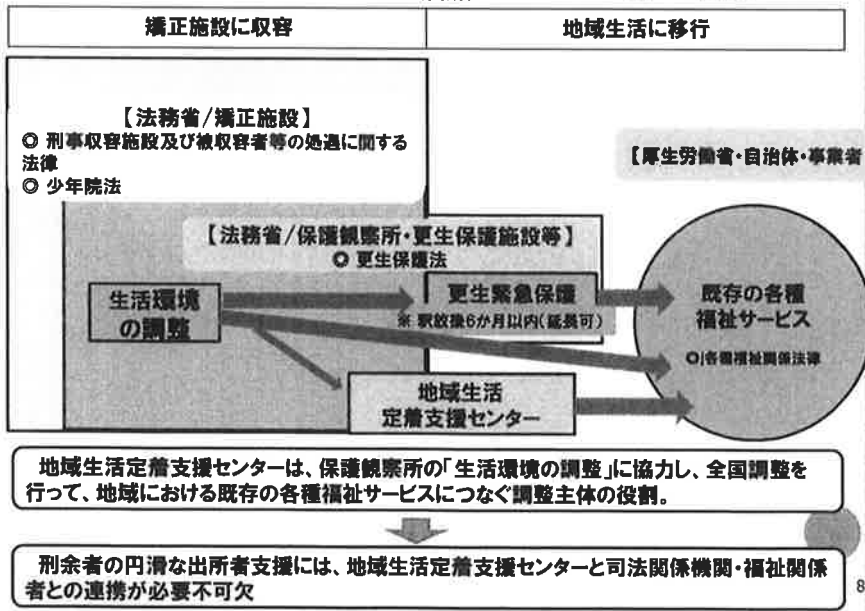 矯正施設に収容
地域生活に移行
【法務省/矯正施設】
◎ 刑事収容施設及び被収容者等の処遇に関する
法律
◎ 少年院法
【厚生労働省・自治体・事業者
【法務省/保護観察所・更生保護施設等】
◎ 更生保護法
生活環境
の調整
更生緊急保護
※ 釈放後6か月以内(延長可)
既存の各種
福祉サービス
◎各種福祉関係法律
地域生活
定着支援センター
地域生活定着支援センターは、保護観察所の「生活環境の調整」に協力し、全国調整を
行って、地域における既存の各種福祉サービスにつなぐ調整主体の役割。
刑余者の円滑な出所者支援には、地域生活定着支援センターと司法関係機関・福祉関係
者との連携が必要不可欠
8